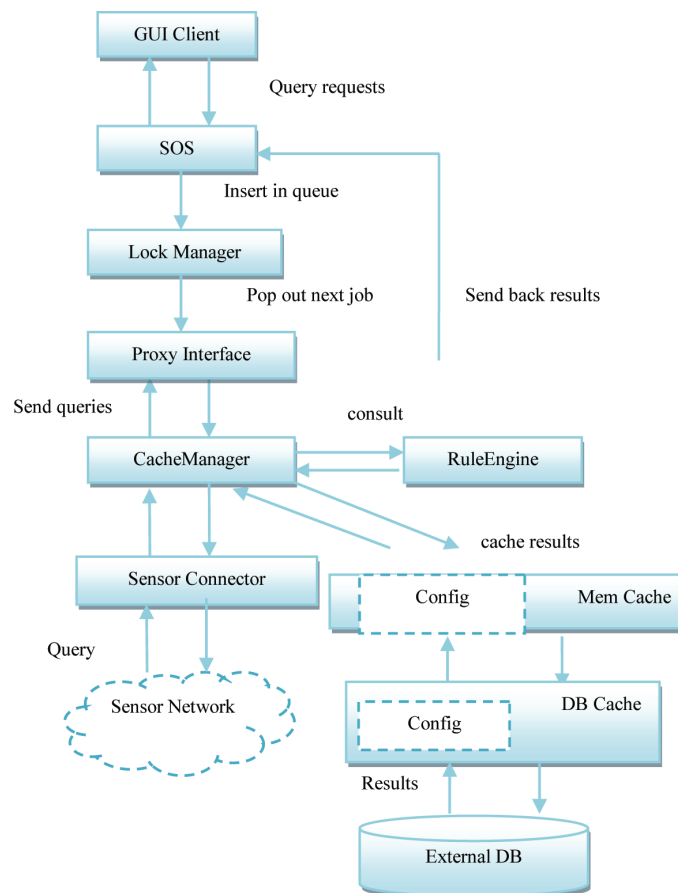 GUI Client
Query requests
SOS
Insert in queue
Lock Manager
Pop out next job
Send back results
Proxy Interface
Send queries
consult
CacheManager
RuleEngine
cache results
Sensor Connector
Config
Mem Cache
Query
Sensor Network
DB Cache
Config
Results
External DB